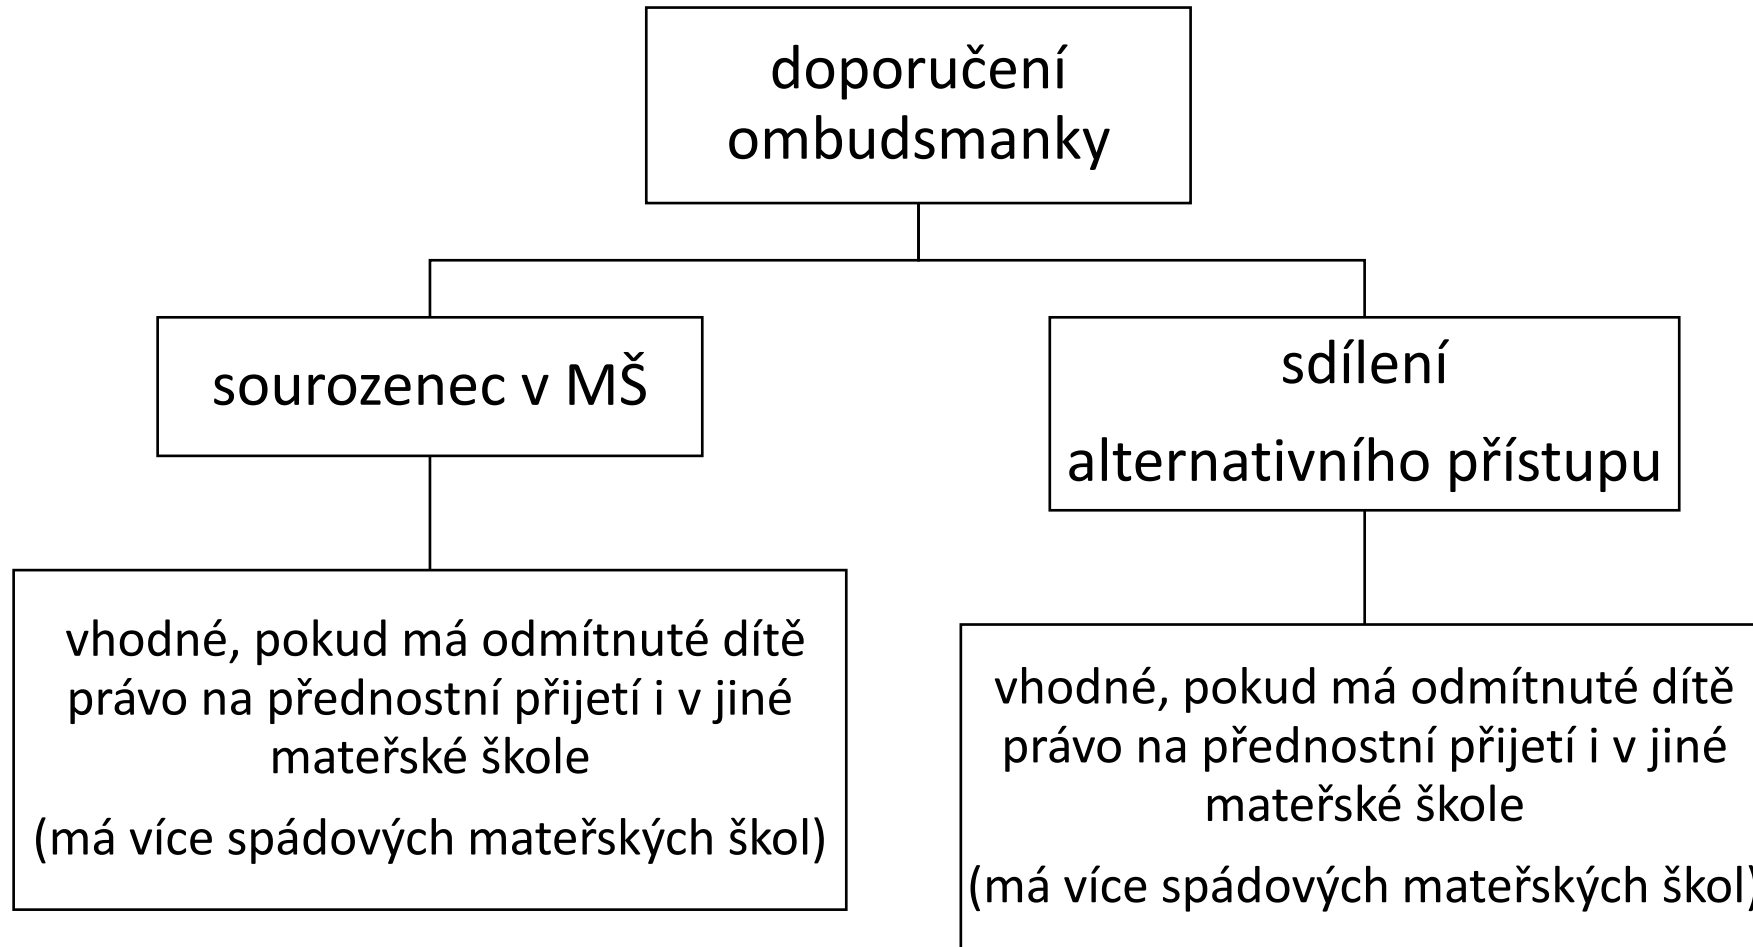 doporučení
ombudsmanky
sourozenec v MŠ
sdílení
alternativního přístupu
vhodné, pokud má odmítnuté dítě
právo na přednostní přijetí i v jiné
mateřské škole
(má více spádových mateřských škol)
vhodné, pokud má odmítnuté dítě
právo na přednostní přijetí i v jiné
mateřské škole
(má více spádových mateřských škol)